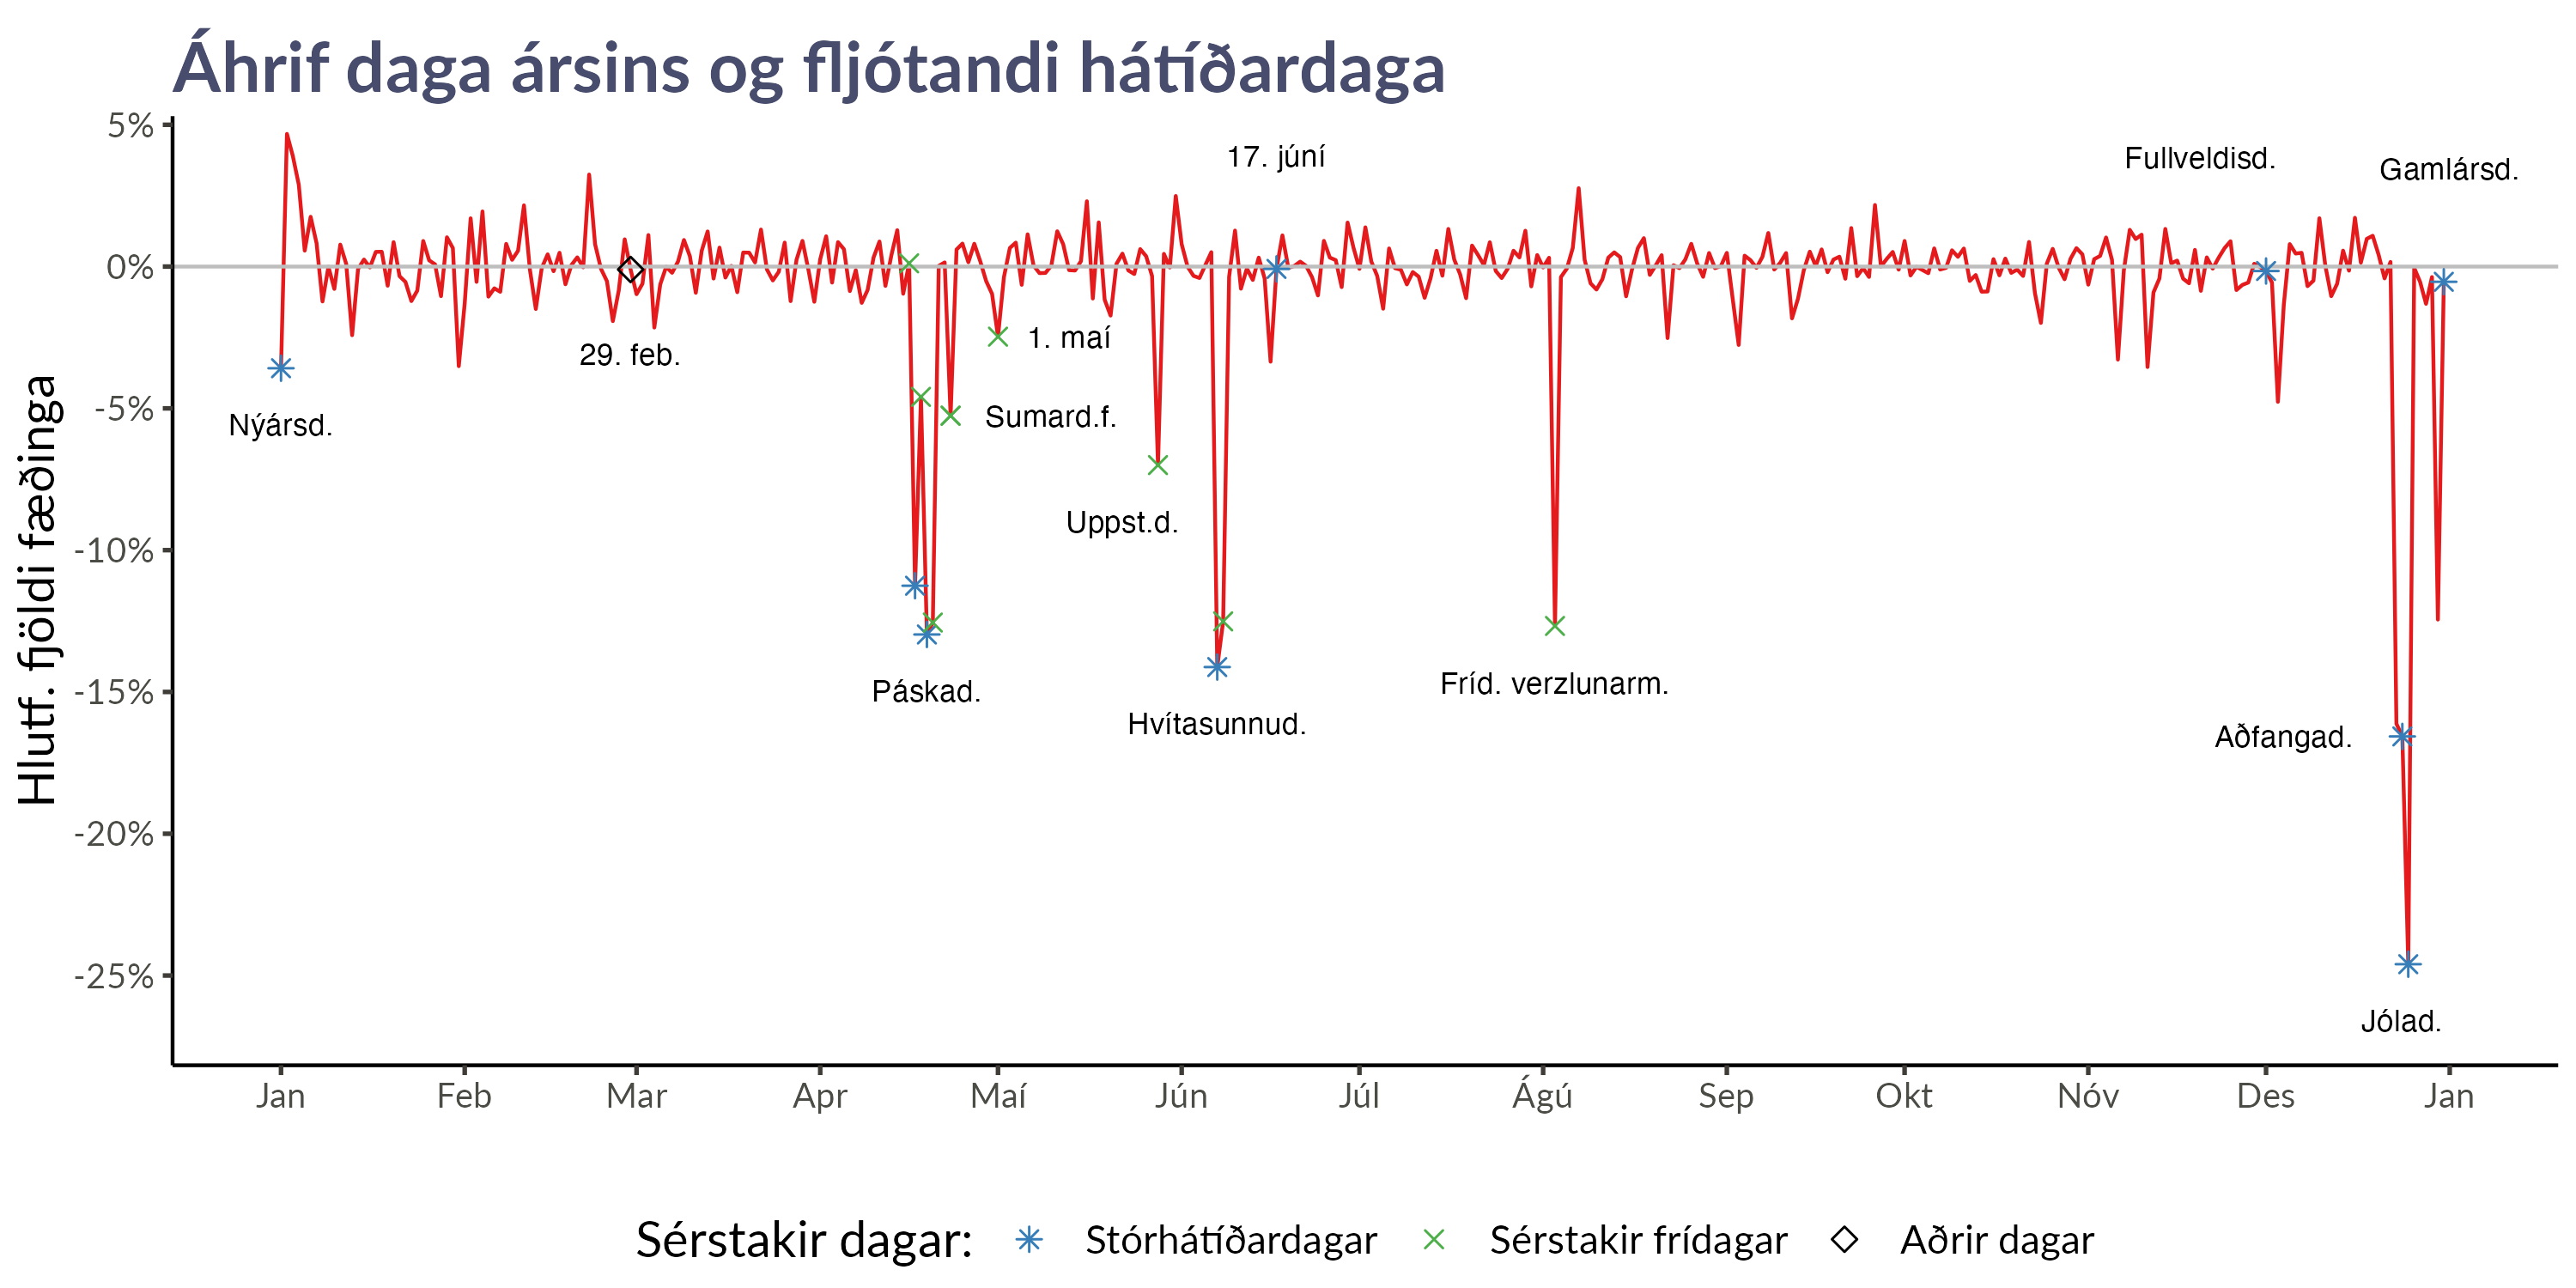 Áhrif daga ársins og fljótandi hátíðardaga
Hlutf. fjöldi fæðinga
5%
0%
-5%
-10%
-15%
-20%
-25%
17. júní
Fullveldisd.
Gamlársd.
29. feb.
1. maí
Nýársd.
Sumard.f.
Uppst.d.
Páskad.
Hvítasunnud.
Fríd. verzlunarm.
Aðfangad.
Jólad.
Jan Feb Mar Apr Maí Jún Júl Ágú Sep Okt Nóv Des Jan
Sérstakir dagar: Stórhátíðardagar Sérstakir frídagar Aðrir dagar